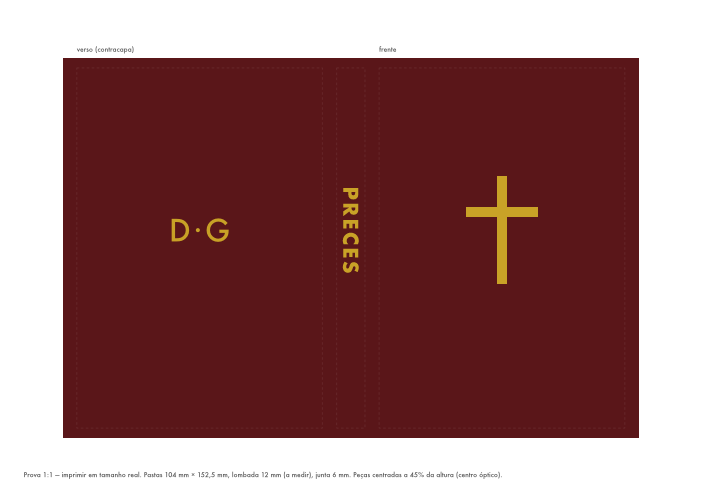 verso (contracapa)
frente
D·G
PRECES
Prova 1:1 — imprimir em tamanho real. Pastas 104 mm × 152,5 mm, lombada 12 mm (a medir), junta 6 mm. Peças centradas a 45% da altura (centro óptico).